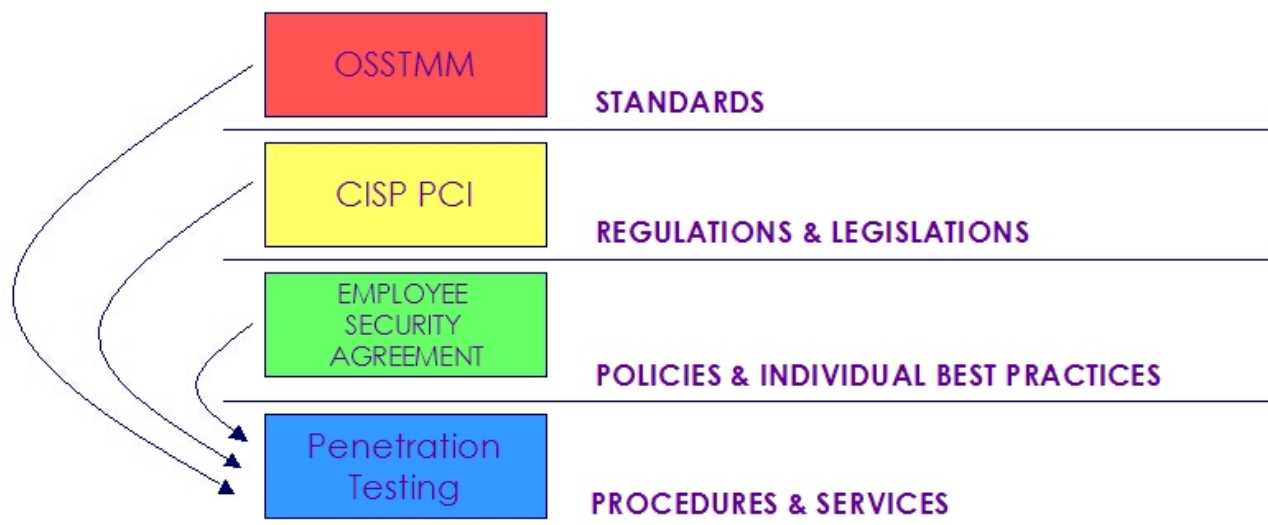 OSSTMM
STANDARDS
CISP PCI
REGULATIONS & LEGISLATIONS
EMPLOYEE
SECURITY
AGREEMENT
POLICIES & INDIVIDUAL BEST PRACTICES
Penetration
Testing
PROCEDURES & SERVICES